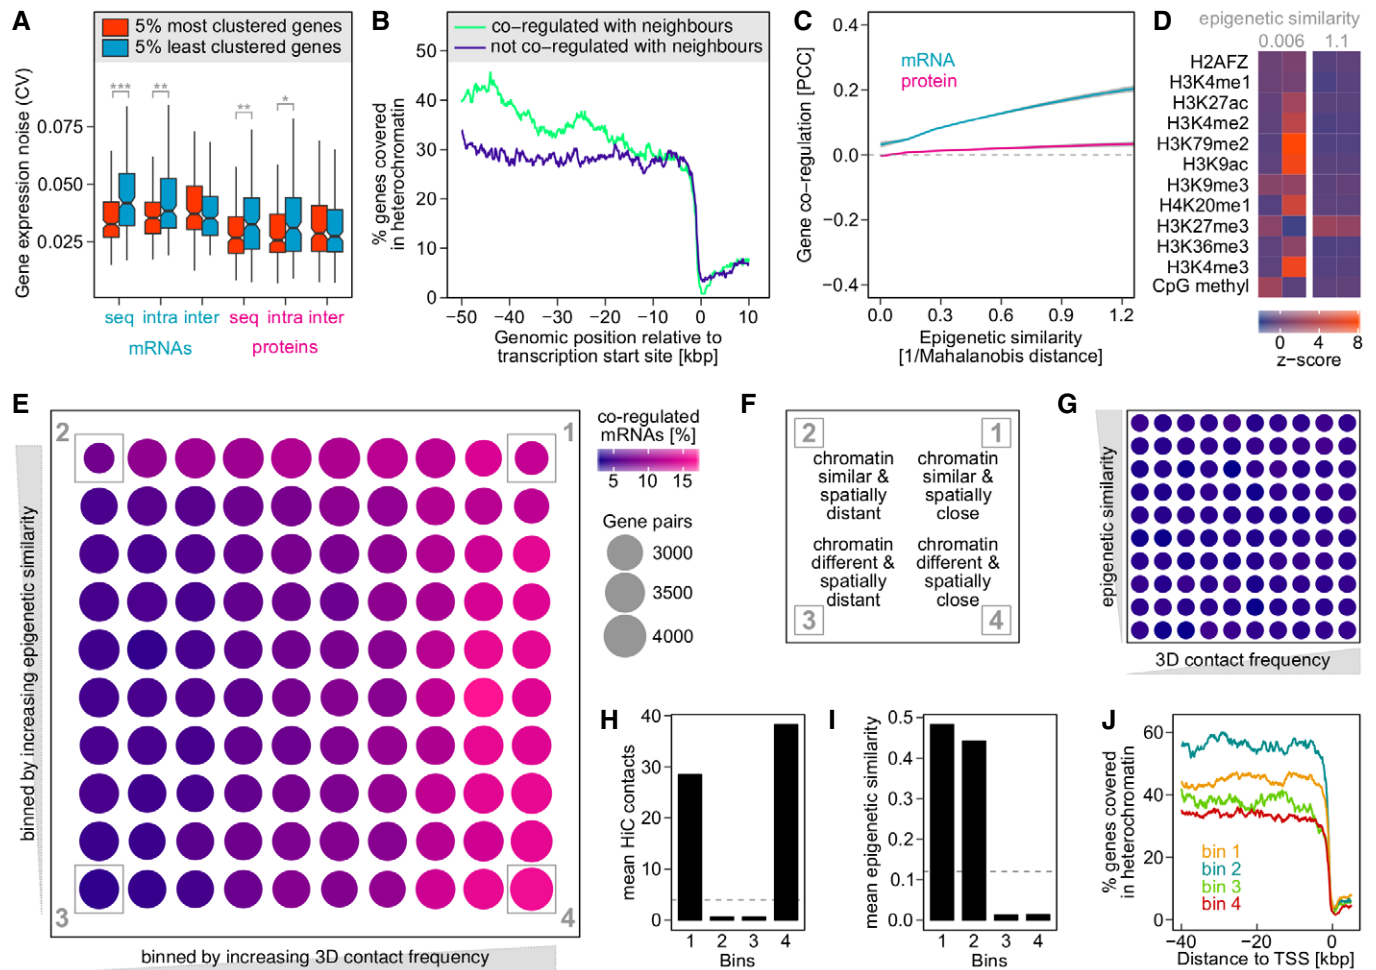 A
5% most clustered genes
5% least clustered genes
Gene expression noise (CV)
0.075
0.050
0.025
***
**
**
*
seq intra inter seq intra inter
mRNAs
proteins
B
co−regulated with neighbours
not co−regulated with neighbours
% genes covered
in heterochromatin
50
40
30
20
10
0
−50 −40 −30 −20 −10 0 10
Genomic position relative to
transcription start site [kbp]
C
Gene co−regulation [PCC]
0.4
0.2
0.0
−0.2
−0.4
mRNA
protein
0.0 0.3 0.6 0.9 1.2
Epigenetic similarity
[1/Mahalanobis distance]
D
epigenetic similarity
0.006 1.1
H2AFZ
H3K4me1
H3K27ac
H3K4me2
H3K79me2
H3K9ac
H3K9me3
H4K20me1
H3K27me3
H3K36me3
H3K4me3
CpG methyl
0 4 8
z−score
E
2
1
3
4
binned by increasing epigenetic similarity
binned by increasing 3D contact frequency
co-regulated
mRNAs [%]
5 10 15
Gene pairs
3000
3500
4000
F
2
1
chromatin
similar &
spatially
distant
chromatin
similar &
spatially
close
chromatin
different &
spatially
distant
chromatin
different &
spatially
close
3
4
G
epigenetic similarity
3D contact frequency
H
mean HiC contacts
40
30
20
10
0
1 2 3 4
Bins
I
mean epigenetic similarity
0.5
0.4
0.3
0.2
0.1
0.0
1 2 3 4
Bins
J
% genes covered
in heterochromatin
60
40
20
0
bin 1
bin 2
bin 3
bin 4
−40 −20 0
Distance to TSS [kbp]